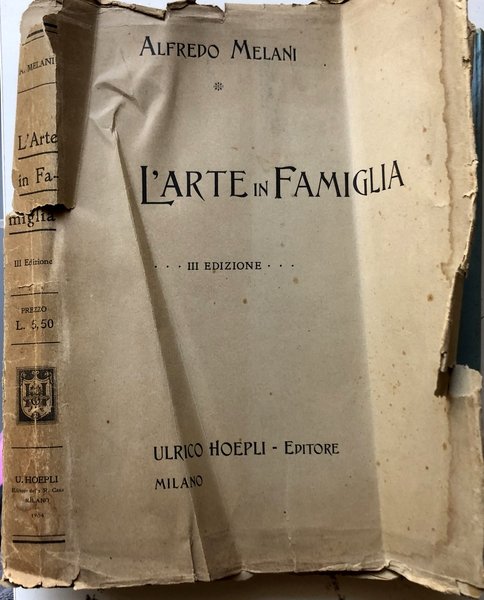 A. MELANI
L'Arte
in Fa-
miglia
III Edizione
PREZZO
L. 5,50
U. HOEPLI
MILANO
ALFREDO MELANI
L'ARTE IN FAMIGLIA
· · · III EDIZIONE · · ·
ULRICO HOEPLI - EDITORE
MILANO